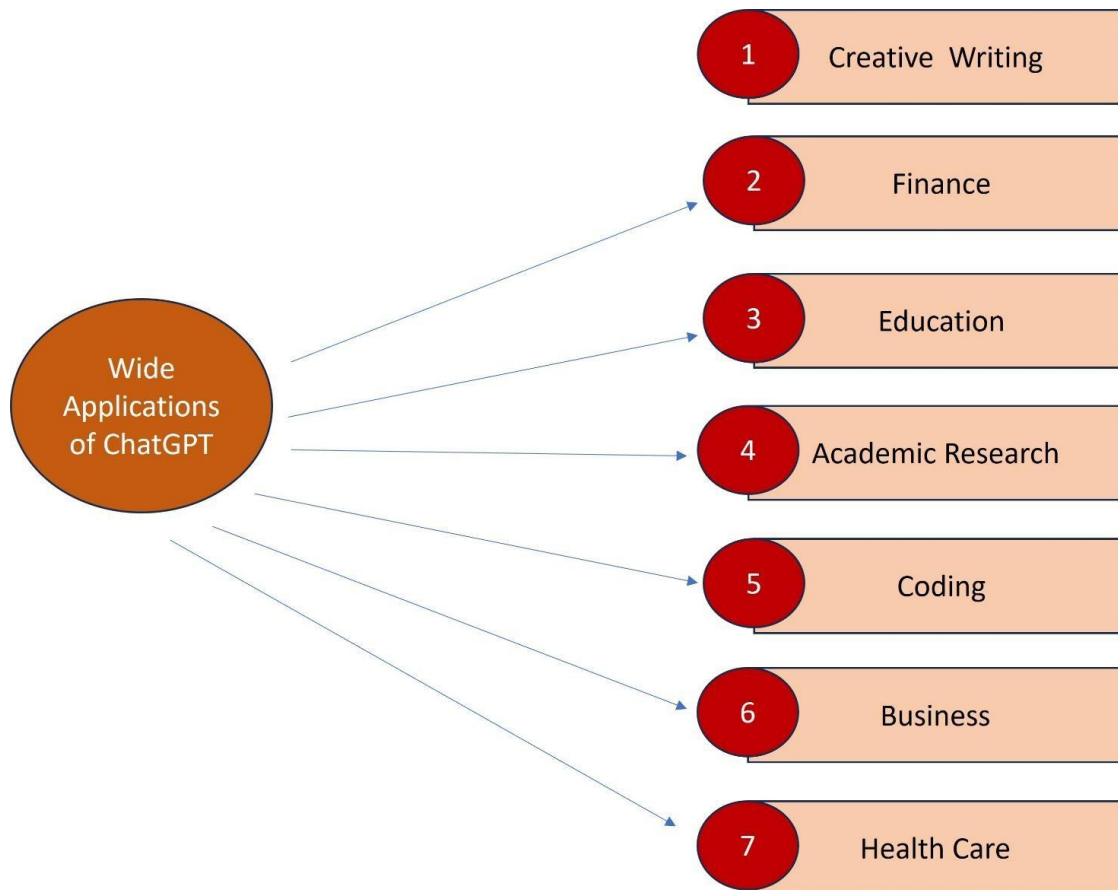 Wide
Applications
of ChatGPT
1
Creative  Writing
2
Finance
3
Education
4
Academic Research
5
Coding
6
Business
7
Health Care